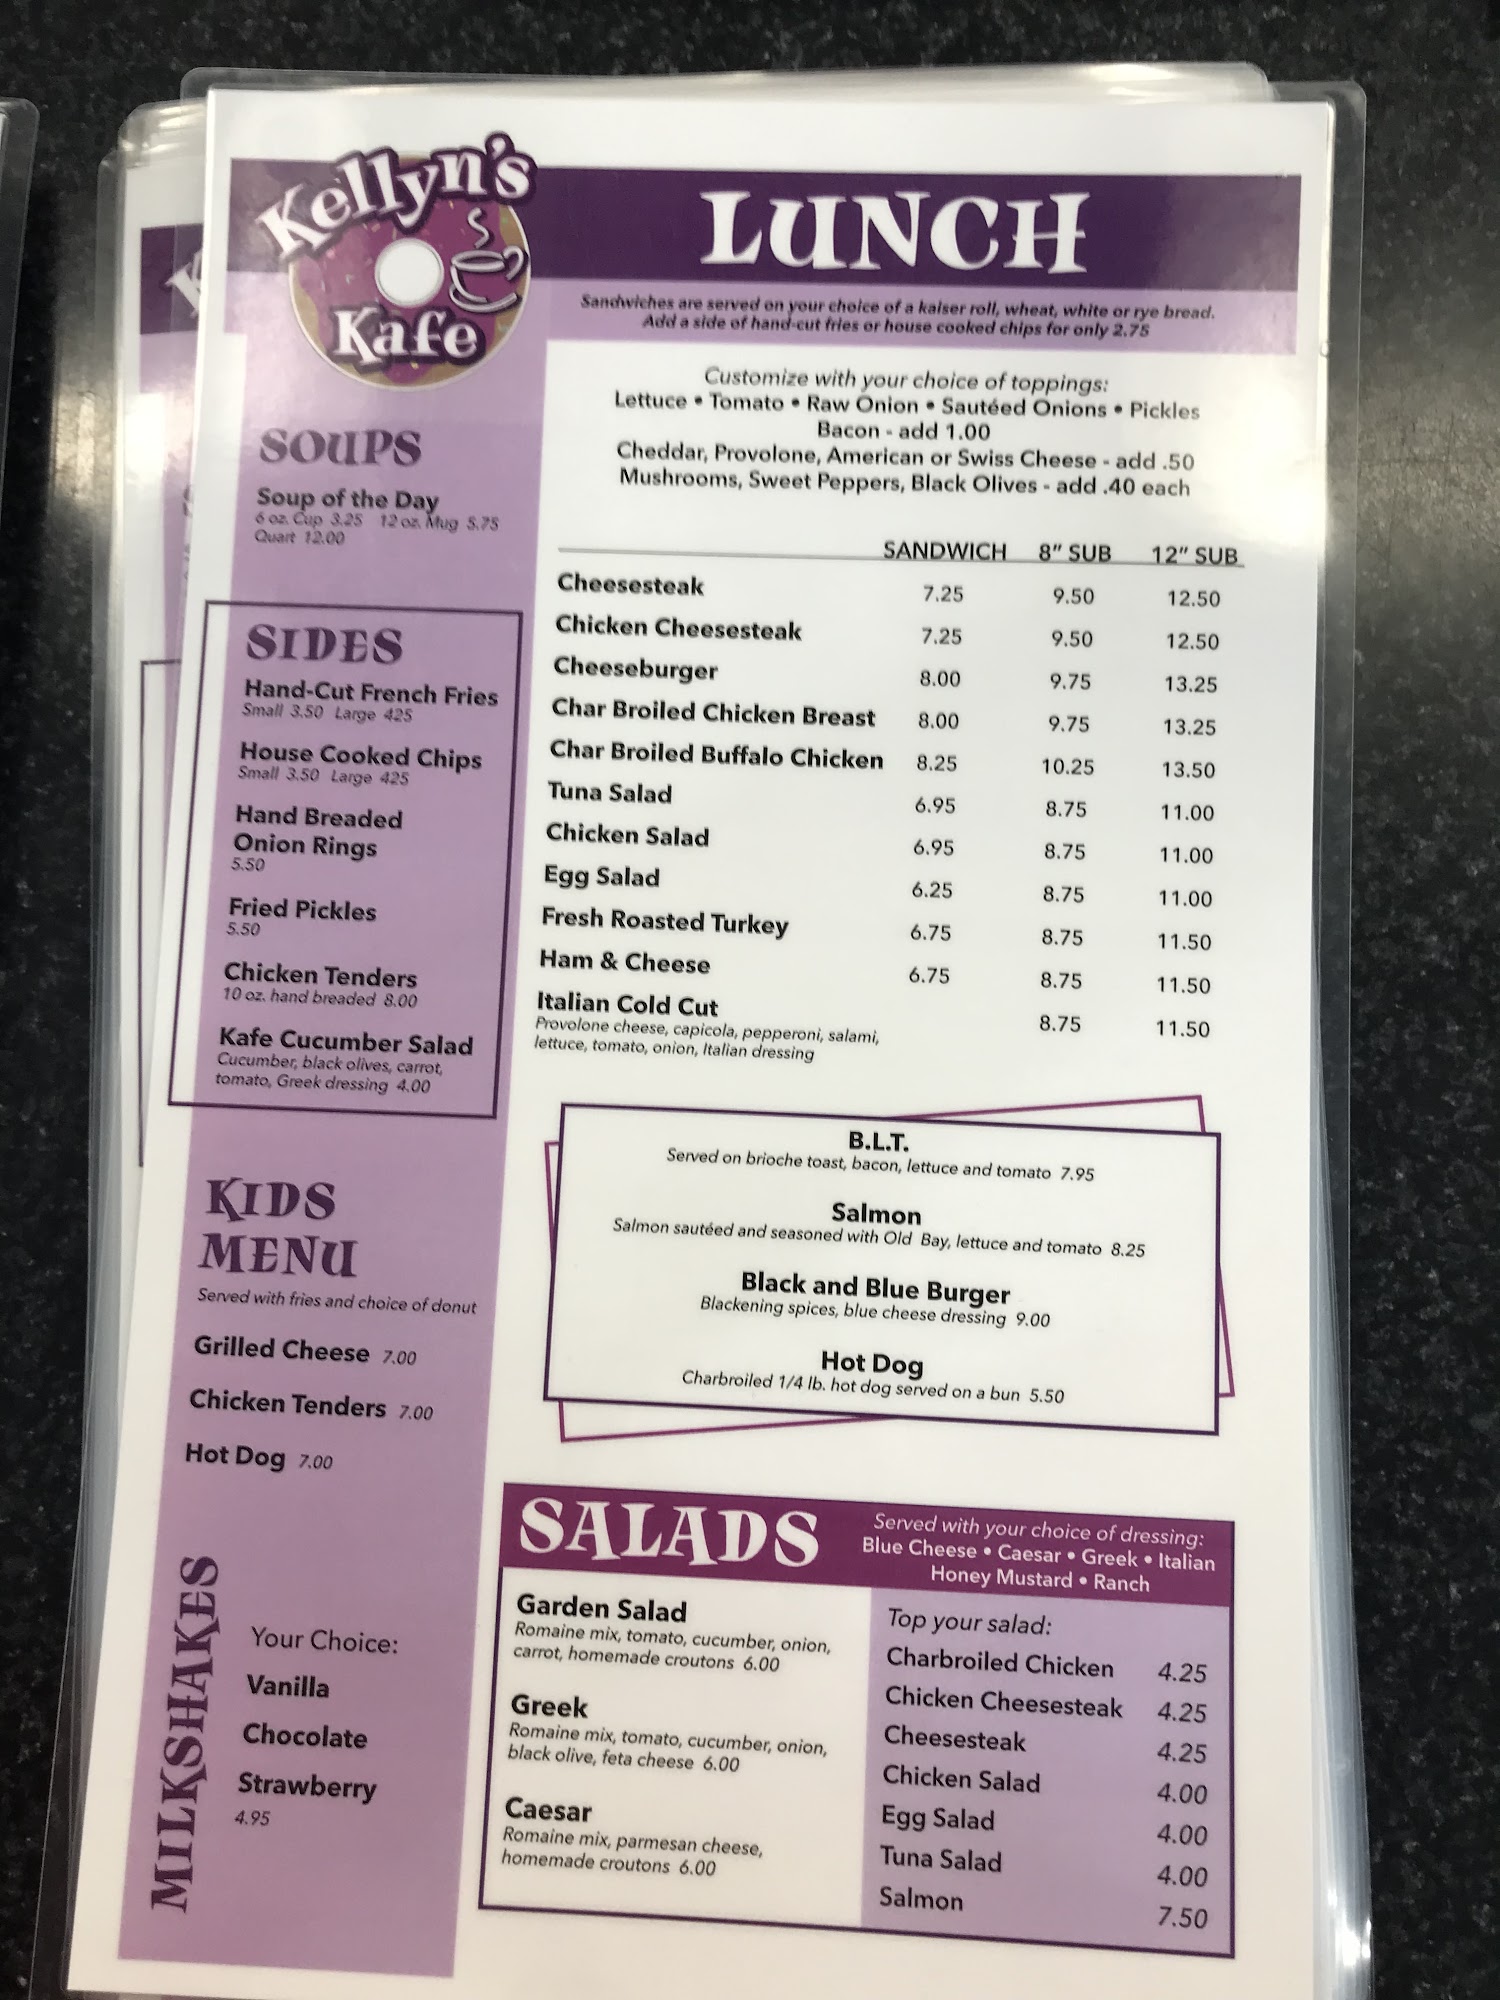 Kellyn's
Kafe
LUNCH
Sandwiches are served on your choice of a kaiser roll, wheat, white or rye bread.
Add a side of hand-cut fries or house cooked chips for only 2.75
Customize with your choice of toppings:
Lettuce • Tomato • Raw Onion • Sautéed Onions • Pickles
Bacon - add 1.00
Cheddar, Provolone, American or Swiss Cheese - add .50
Mushrooms, Sweet Peppers, Black Olives - add .40 each
SOUPS
Soup of the Day
6 oz. Cup 3.25 12 oz. Mug 5.75
Quart 12.00
SIDES
Hand-Cut French Fries
Small 3.50 Large 425
House Cooked Chips
Small 3.50 Large 425
Hand Breaded
Onion Rings
5.50
Fried Pickles
5.50
Chicken Tenders
10 oz. hand breaded 8.00
Kafe Cucumber Salad
Cucumber, black olives, carrot,
tomato, Greek dressing 4.00
KIDS
MENU
Served with fries and choice of donut
Grilled Cheese 7.00
Chicken Tenders 7.00
Hot Dog 7.00
MILKSHAKES
Your Choice:
Vanilla
Chocolate
Strawberry
4.95
SANDWICH 8" SUB 12" SUB
Cheesesteak 7.25 9.50 12.50
Chicken Cheesesteak 7.25 9.50 12.50
Cheeseburger 8.00 9.75 13.25
Char Broiled Chicken Breast 8.00 9.75 13.25
Char Broiled Buffalo Chicken 8.25 10.25 13.50
Tuna Salad 6.95 8.75 11.00
Chicken Salad 6.95 8.75 11.00
Egg Salad 6.25 8.75 11.00
Fresh Roasted Turkey 6.75 8.75 11.50
Ham & Cheese 6.75 8.75 11.50
Italian Cold Cut 8.75 11.50
Provolone cheese, capicola, pepperoni, salami,
lettuce, tomato, onion, Italian dressing
B.L.T.
Served on brioche toast, bacon, lettuce and tomato 7.95
Salmon
Salmon sautéed and seasoned with Old Bay, lettuce and tomato 8.25
Black and Blue Burger
Blackening spices, blue cheese dressing 9.00
Hot Dog
Charbroiled 1/4 lb. hot dog served on a bun 5.50
SALADS
Served with your choice of dressing:
Blue Cheese • Caesar • Greek • Italian
Honey Mustard • Ranch
Garden Salad
Romaine mix, tomato, cucumber, onion,
carrot, homemade croutons 6.00
Greek
Romaine mix, tomato, cucumber, onion,
black olive, feta cheese 6.00
Caesar
Romaine mix, parmesan cheese,
homemade croutons 6.00
Top your salad:
Charbroiled Chicken 4.25
Chicken Cheesesteak 4.25
Cheesesteak 4.25
Chicken Salad 4.00
Egg Salad 4.00
Tuna Salad 4.00
Salmon 7.50